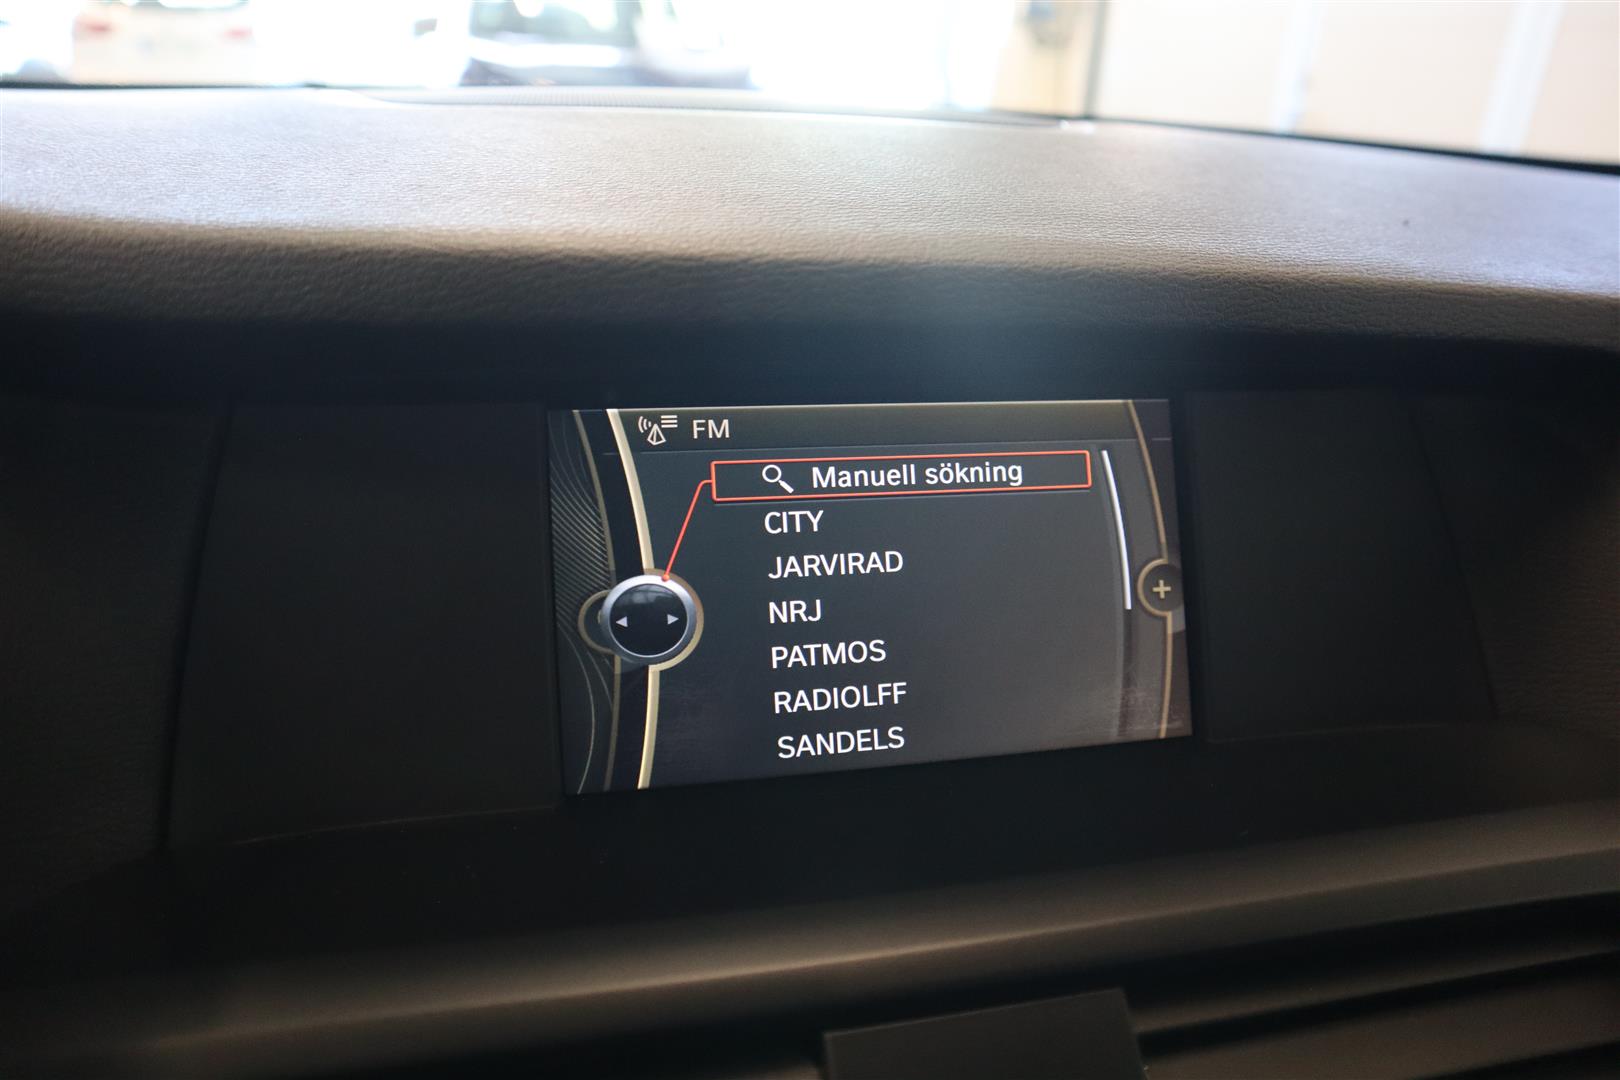 FM
Manuell sökning
CITY
JARVIRAD
NRJ
PATMOS
RADIOLFF
SANDELS